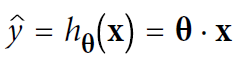 ŷ = h_θ(x) = θ · x